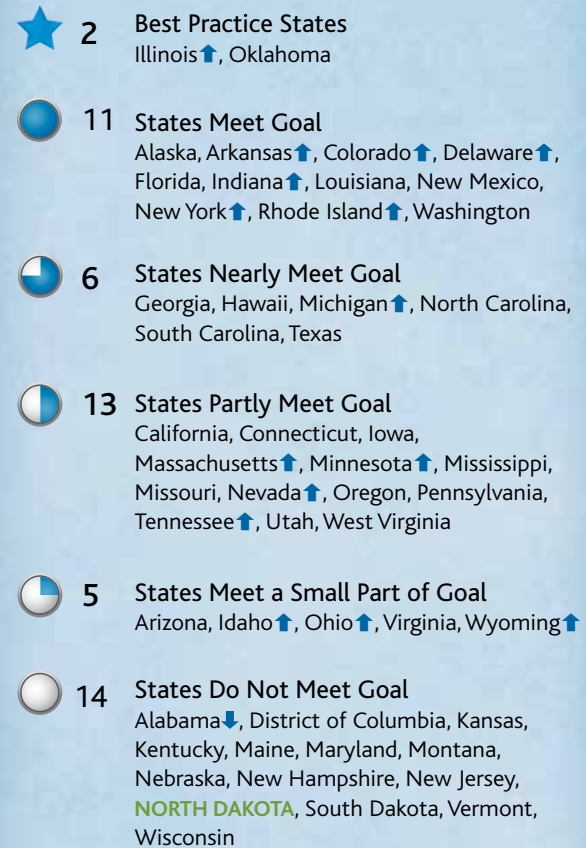 2 Best Practice States
Illinois⬆, Oklahoma
11 States Meet Goal
Alaska, Arkansas⬆, Colorado⬆, Delaware⬆,
Florida, Indiana⬆, Louisiana, New Mexico,
New York⬆, Rhode Island⬆, Washington
6 States Nearly Meet Goal
Georgia, Hawaii, Michigan⬆, North Carolina,
South Carolina, Texas
13 States Partly Meet Goal
California, Connecticut, Iowa,
Massachusetts⬆, Minnesota⬆, Mississippi,
Missouri, Nevada⬆, Oregon, Pennsylvania,
Tennessee⬆, Utah, West Virginia
5 States Meet a Small Part of Goal
Arizona, Idaho⬆, Ohio⬆, Virginia, Wyoming⬆
14 States Do Not Meet Goal
Alabama⬇, District of Columbia, Kansas,
Kentucky, Maine, Maryland, Montana,
Nebraska, New Hampshire, New Jersey,
NORTH DAKOTA, South Dakota, Vermont,
Wisconsin